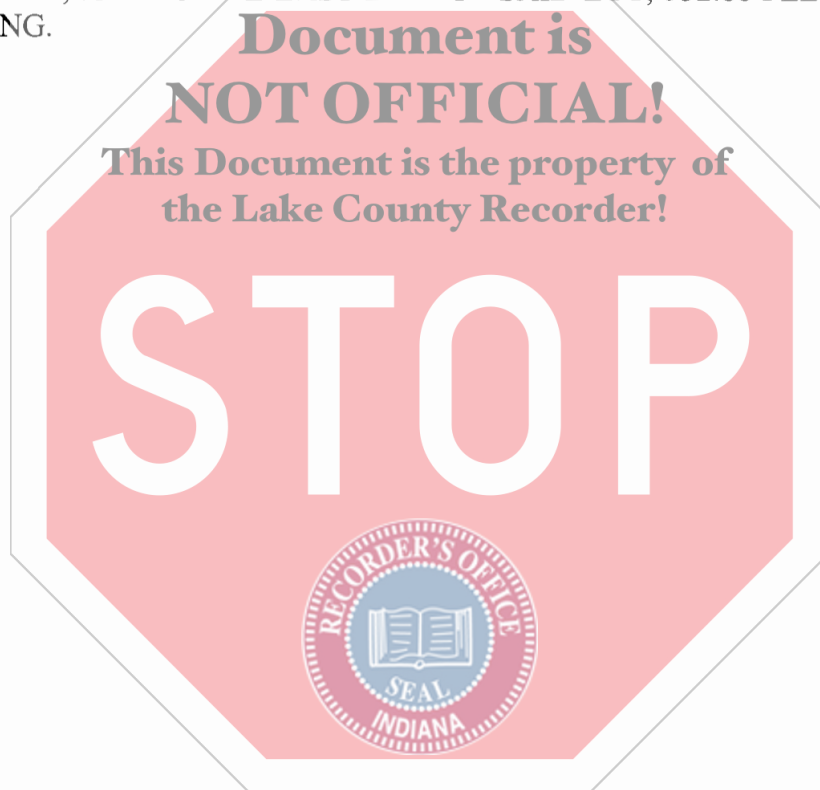 NG.
Document is
NOT OFFICIAL!
This Document is the property of
the Lake County Recorder!
STOP
RECORDER'S OFFICE
SEAL
INDIANA